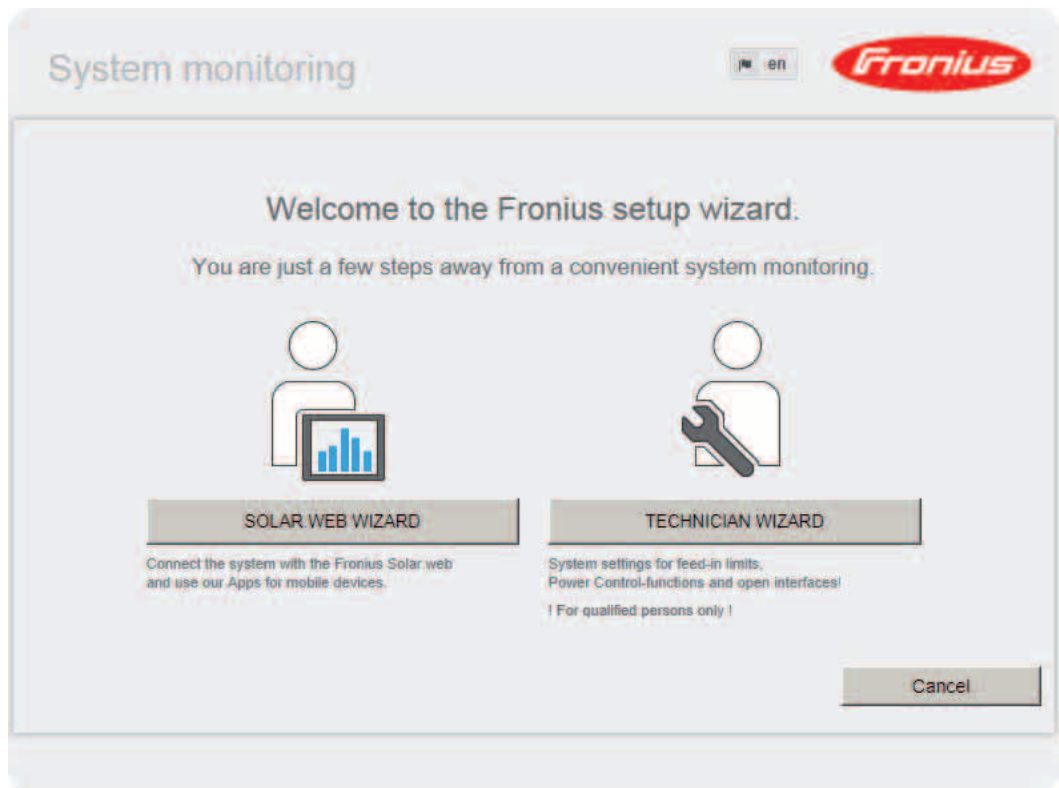 System monitoring
en
Fronius
Welcome to the Fronius setup wizard.
You are just a few steps away from a convenient system monitoring.
SOLAR.WEB WIZARD
TECHNICIAN WIZARD
Connect the system with the Fronius Solar.web
and use our Apps for mobile devices.
System settings for feed-in limits,
Power Control-functions and open interfaces!
! For qualified persons only !
Cancel